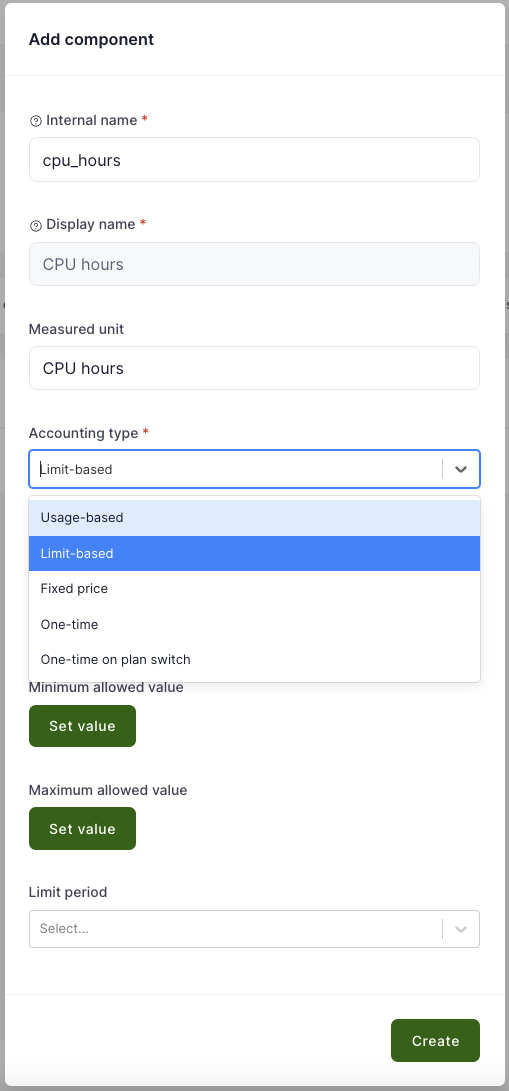 Add component
Internal name *
cpu_hours
Display name *
CPU hours
Measured unit
CPU hours
Accounting type *
Limit-based
Usage-based
Limit-based
Fixed price
One-time
One-time on plan switch
Minimum allowed value
Set value
Maximum allowed value
Set value
Limit period
Select...
Create